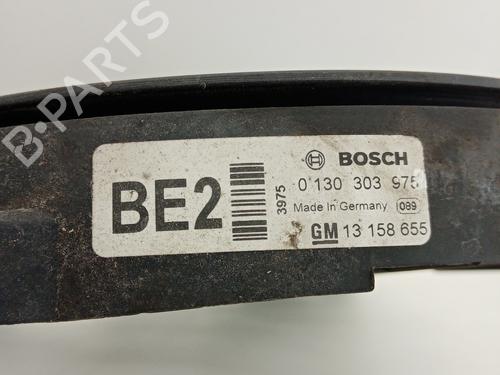 B-PARTS
BE2
3975
BOSCH
0 130 303 975
Made in Germany 089
GM 13 158 655